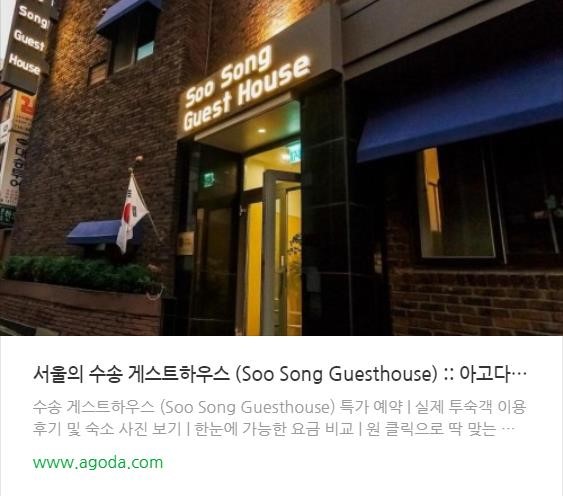 Soo
Song
Guest
House
Soo Song
Guest House
서울의 수송 게스트하우스 (Soo Song Guesthouse) :: 아고다…
수송 게스트하우스 (Soo Song Guesthouse) 특가 예약 | 실제 투숙객 이용
후기 및 숙소 사진 보기 | 한눈에 가능한 요금 비교 | 원 클릭으로 딱 맞는 …
www.agoda.com